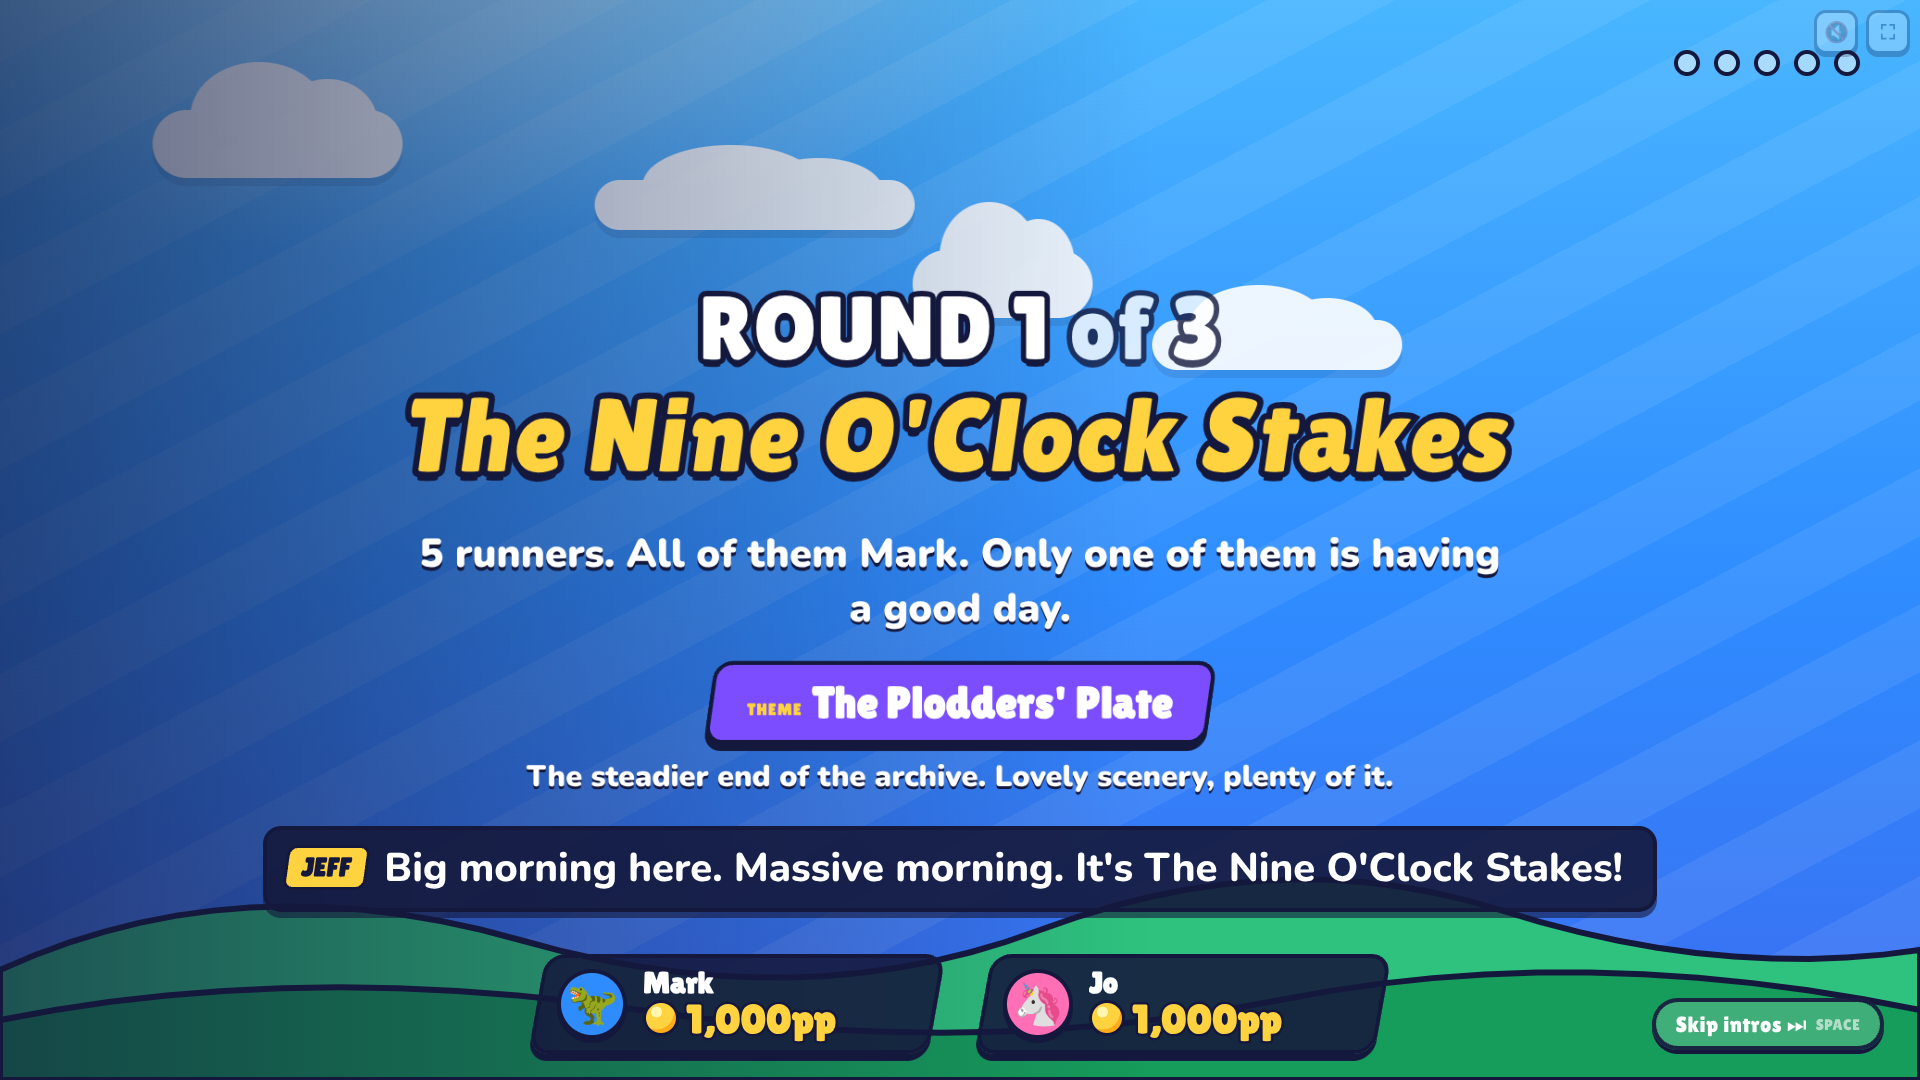 ROUND 1 of 3
The Nine O'Clock Stakes
5 runners. All of them Mark. Only one of them is having
a good day.
THEME The Plodders' Plate
The steadier end of the archive. Lovely scenery, plenty of it.
JEFF Big morning here. Massive morning. It's The Nine O'Clock Stakes!
Mark
1,000pp
Jo
1,000pp
Skip intros SPACE